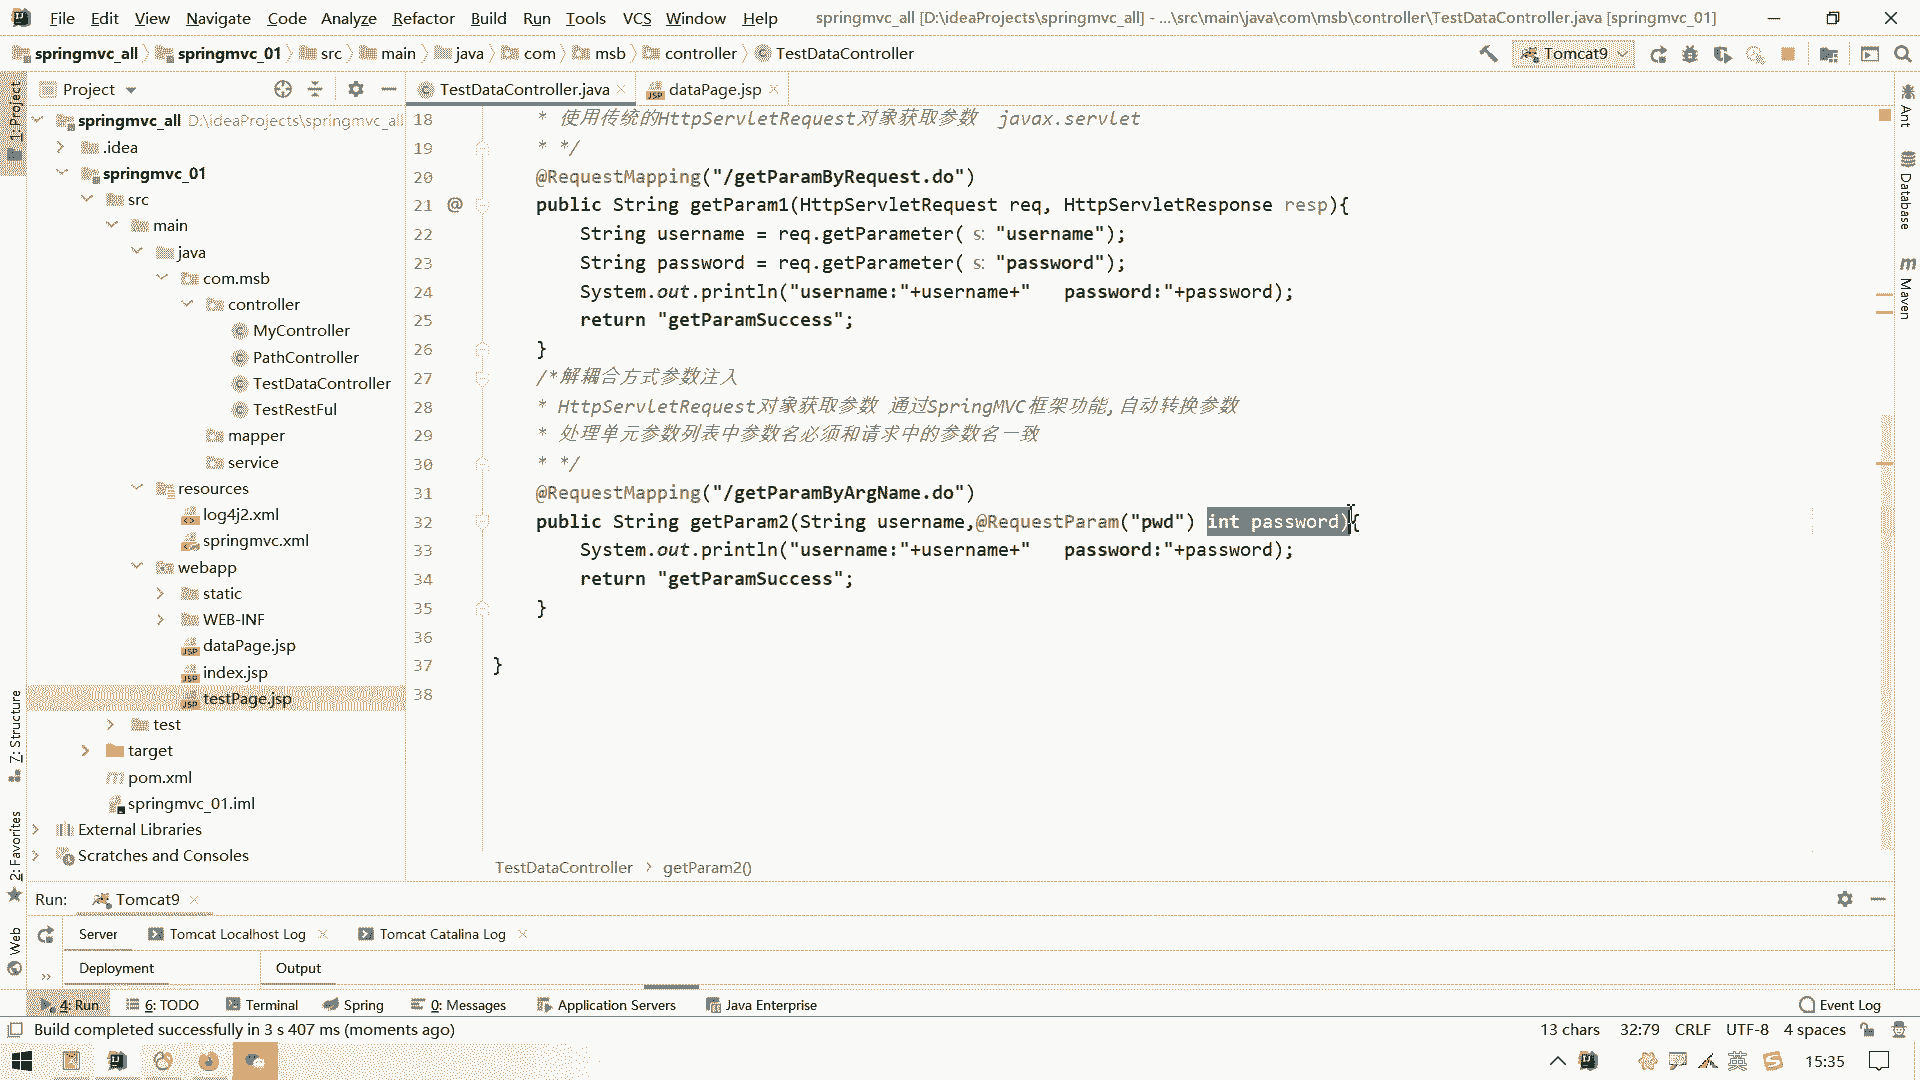 File Edit View Navigate Code Analyze Refactor Build Run Tools VCS Window Help springmvc_all [D:\ideaProjects\springmvc_all] - ...\src\main\java\com\msb\controller\TestDataController.java [springmvc_01]
springmvc_all springmvc_01 src main java com msb controller TestDataController Tomcat9
Project TestDataController.java dataPage.jsp
1: Project
Ant
Database
Maven
springmvc_all D:\ideaProjects\springmvc_all
.idea
springmvc_01
src
main
java
com.msb
controller
MyController
PathController
TestDataController
TestRestFul
mapper
service
resources
log4j2.xml
springmvc.xml
webapp
static
WEB-INF
dataPage.jsp
index.jsp
testPage.jsp
test
target
pom.xml
springmvc_01.iml
External Libraries
Scratches and Consoles
7: Structure
2: Favorites
Web
18 * 使用传统的HttpServletRequest对象获取参数 javax.servlet
19 * */
20 @RequestMapping("/getParamByRequest.do")
21 @ public String getParam1(HttpServletRequest req, HttpServletResponse resp){
22 String username = req.getParameter( s: "username");
23 String password = req.getParameter( s: "password");
24 System.out.println("username:"+username+" password:"+password);
25 return "getParamSuccess";
26 }
27 /*解耦合方式参数注入
28 * HttpServletRequest对象获取参数 通过SpringMVC框架功能,自动转换参数
29 * 处理单元参数列表中参数名必须和请求中的参数名一致
30 * */
31 @RequestMapping("/getParamByArgName.do")
32 public String getParam2(String username,@RequestParam("pwd") int password){
33 System.out.println("username:"+username+" password:"+password);
34 return "getParamSuccess";
35 }
36
37 }
38
TestDataController getParam2()
Run: Tomcat9
Server Tomcat Localhost Log Tomcat Catalina Log
Deployment Output
4: Run 6: TODO Terminal Spring 0: Messages Application Servers Java Enterprise Event Log
Build completed successfully in 3 s 407 ms (moments ago) 13 chars 32:79 CRLF UTF-8 4 spaces
英 15:35